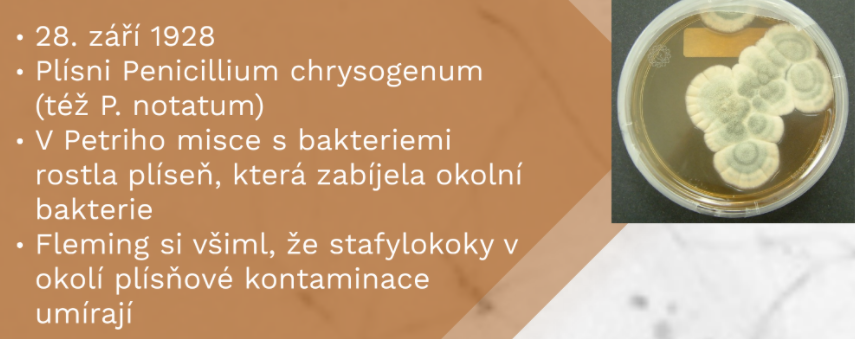 • 28. září 1928
• Plísni Penicillium chrysogenum
(též P. notatum)
• V Petriho misce s bakteriemi
rostla plíseň, která zabíjela okolní
bakterie
• Fleming si všiml, že stafylokoky v
okolí plísňové kontaminace
umírají